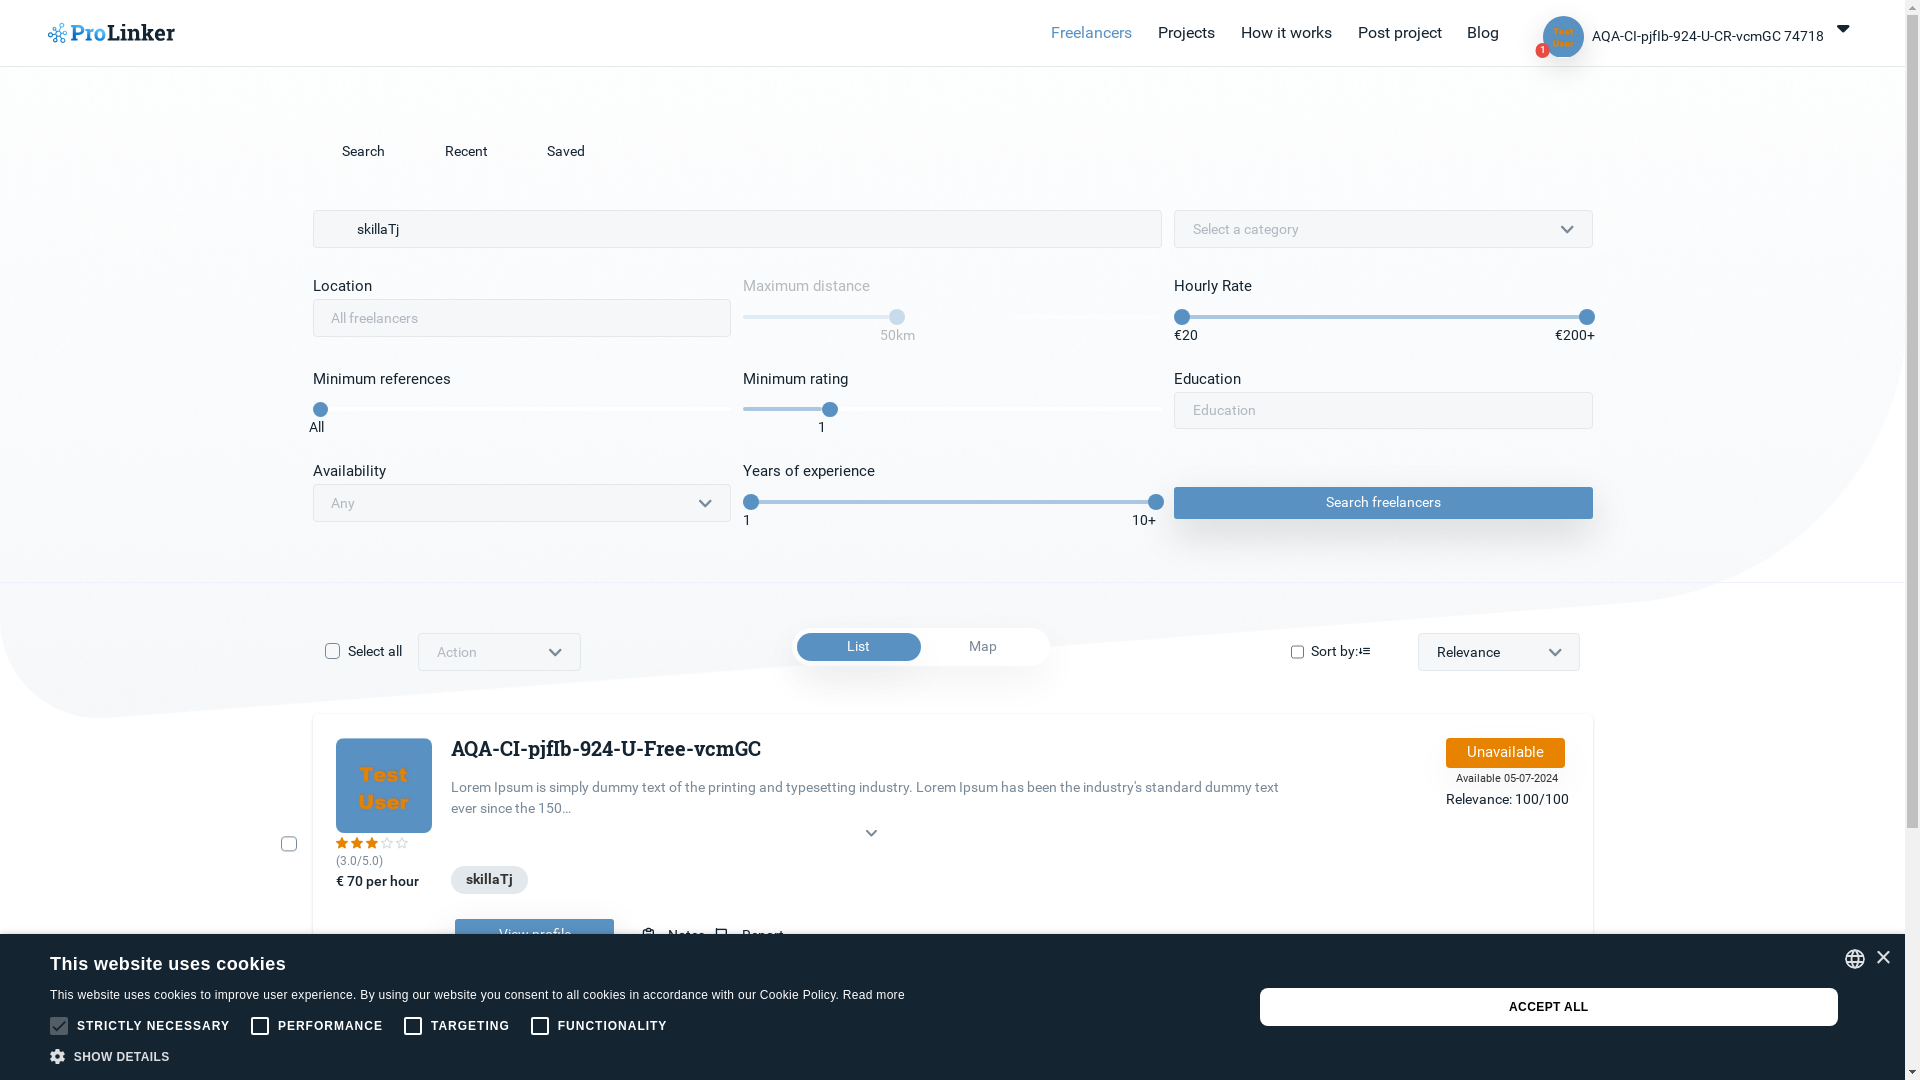 ProLinker
Freelancers Projects How it works Post project Blog
1 Test User AQA-CI-pjfIb-924-U-CR-vcmGC 74718
Search Recent Saved
skillaTj
Select a category
Location Maximum distance Hourly Rate
All freelancers
50km €20 €200+
Minimum references Minimum rating Education
Education
All 1
Availability Years of experience
Any Search freelancers
1 10+
Select all Action List Map Sort by: Relevance
Test
User
AQA-CI-pjfIb-924-U-Free-vcmGC
Unavailable
Available 05-07-2024
Relevance: 100/100
Lorem Ipsum is simply dummy text of the printing and typesetting industry. Lorem Ipsum has been the industry's standard dummy text
ever since the 150...
(3.0/5.0)
€ 70 per hour
skillaTj
View profile Notes Report
This website uses cookies
This website uses cookies to improve user experience. By using our website you consent to all cookies in accordance with our Cookie Policy. Read more
STRICTLY NECESSARY PERFORMANCE TARGETING FUNCTIONALITY
SHOW DETAILS
ACCEPT ALL